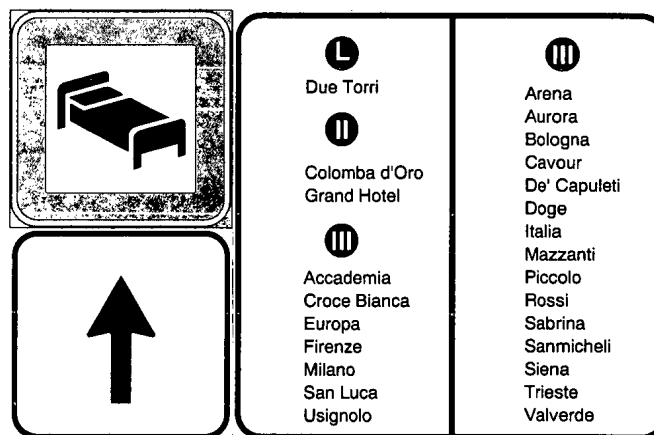 L
Due Torri
II
Colomba d'Oro
Grand Hotel
III
Accademia
Croce Bianca
Europa
Firenze
Milano
San Luca
Usignolo
III
Arena
Aurora
Bologna
Cavour
De' Capuleti
Doge
Italia
Mazzanti
Piccolo
Rossi
Sabrina
Sanmicheli
Siena
Trieste
Valverde